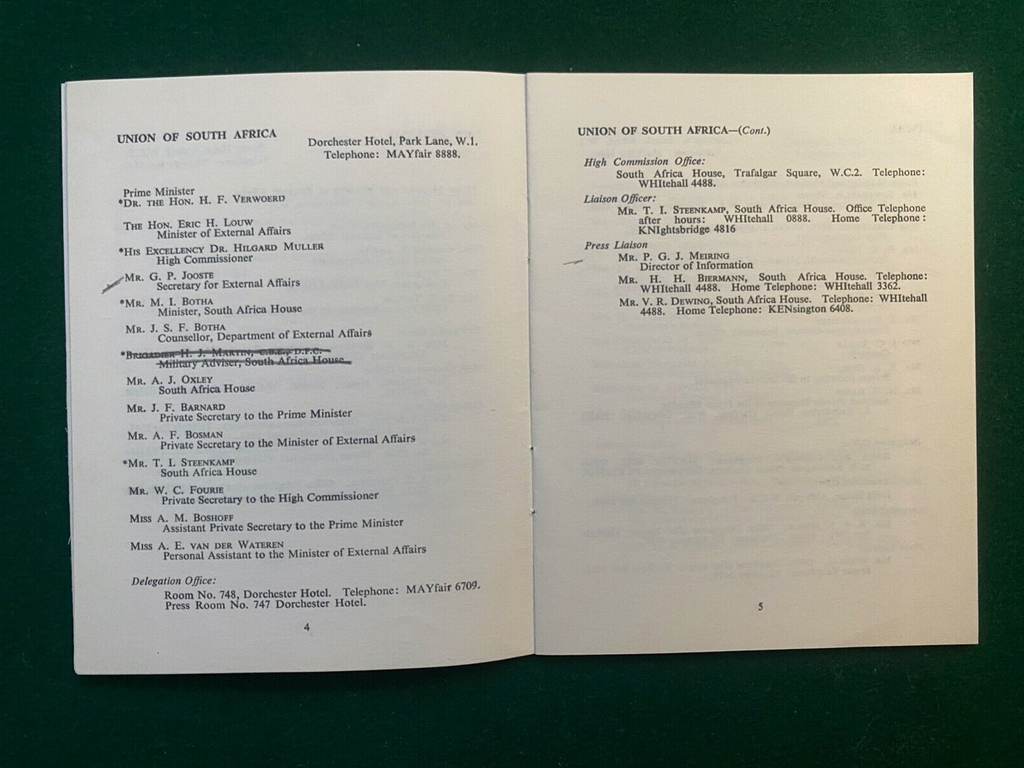 UNION OF SOUTH AFRICA
Dorchester Hotel, Park Lane, W.1.
Telephone: MAYfair 8888.
Prime Minister
*DR. THE HON. H. F. VERWOERD
THE HON. ERIC H. LOUW
Minister of External Affairs
*HIS EXCELLENCY DR. HILGARD MULLER
High Commissioner
MR. G. P. JOOSTE
Secretary for External Affairs
*MR. M. I. BOTHA
Minister, South Africa House
MR. J. S. F. BOTHA
Counsellor, Department of External Affairs
*BRIGADIER H. J. MARTIN, C.B.E., D.F.C.
Military Adviser, South Africa House
MR. A. J. OXLEY
South Africa House
MR. J. F. BARNARD
Private Secretary to the Prime Minister
MR. A. F. BOSMAN
Private Secretary to the Minister of External Affairs
*MR. T. I. STEENKAMP
South Africa House
MR. W. C. FOURIE
Private Secretary to the High Commissioner
MISS A. M. BOSHOFF
Assistant Private Secretary to the Prime Minister
MISS A. E. VAN DER WATEREN
Personal Assistant to the Minister of External Affairs
Delegation Office:
Room No. 748, Dorchester Hotel. Telephone: MAYfair 6709.
Press Room No. 747 Dorchester Hotel.
4
UNION OF SOUTH AFRICA—(Cont.)
High Commission Office:
South Africa House, Trafalgar Square, W.C.2. Telephone:
WHItehall 4488.
Liaison Officer:
MR. T. I. STEENKAMP, South Africa House. Office Telephone
after hours: WHItehall 0888. Home Telephone:
KNIghtsbridge 4816
Press Liaison
MR. P. G. J. MEIRING
Director of Information
MR. H. H. BIERMANN, South Africa House. Telephone:
WHItehall 4488. Home Telephone: WHItehall 3362.
MR. V. R. DEWING, South Africa House. Telephone: WHItehall
4488. Home Telephone: KENsington 6408.
5